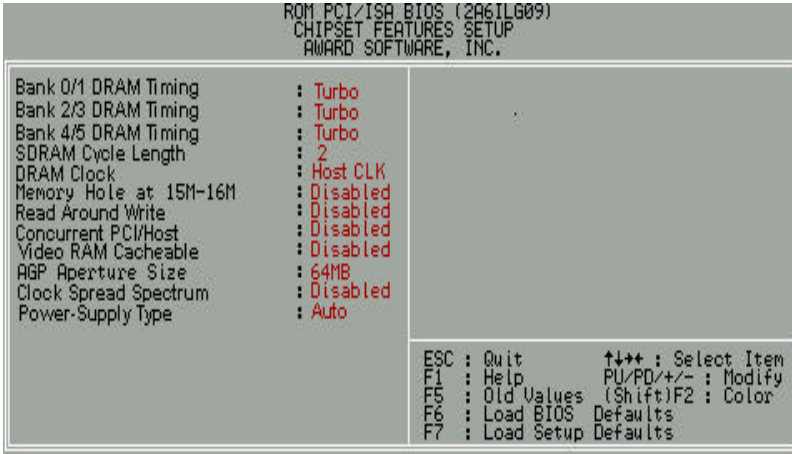 ROM PCI/ISA BIOS (2A6ILG09)
CHIPSET FEATURES SETUP
AWARD SOFTWARE, INC.
Bank 0/1 DRAM Timing : Turbo
Bank 2/3 DRAM Timing : Turbo
Bank 4/5 DRAM Timing : Turbo
SDRAM Cycle Length : 2
DRAM Clock : Host CLK
Memory Hole at 15M-16M : Disabled
Read Around Write : Disabled
Concurrent PCI/Host : Disabled
Video RAM Cacheable : Disabled
AGP Aperture Size : 64MB
Clock Spread Spectrum : Disabled
Power-Supply Type : Auto
ESC : Quit ↑↓→← : Select Item
F1 : Help PU/PD/+/- : Modify
F5 : Old Values (Shift)F2 : Color
F6 : Load BIOS Defaults
F7 : Load Setup Defaults